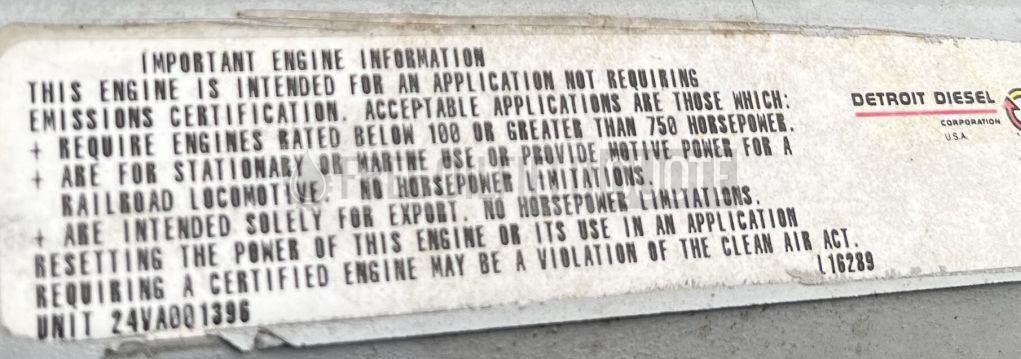 IMPORTANT ENGINE INFORMATION
THIS ENGINE IS INTENDED FOR AN APPLICATION NOT REQUIRING
EMISSIONS CERTIFICATION. ACCEPTABLE APPLICATIONS ARE THOSE WHICH:
+ REQUIRE ENGINES RATED BELOW 100 OR GREATER THAN 750 HORSEPOWER.
+ ARE FOR STATIONARY OR MARINE USE OR PROVIDE MOTIVE POWER FOR A
RAILROAD LOCOMOTIVE. NO HORSEPOWER LIMITATIONS.
+ ARE INTENDED SOLELY FOR EXPORT. NO HORSEPOWER LIMITATIONS.
RESETTING THE POWER OF THIS ENGINE OR ITS USE IN AN APPLICATION
REQUIRING A CERTIFIED ENGINE MAY BE A VIOLATION OF THE CLEAN AIR ACT.
UNIT 24VA001396
L16289
DETROIT DIESEL
CORPORATION
U.S.A.